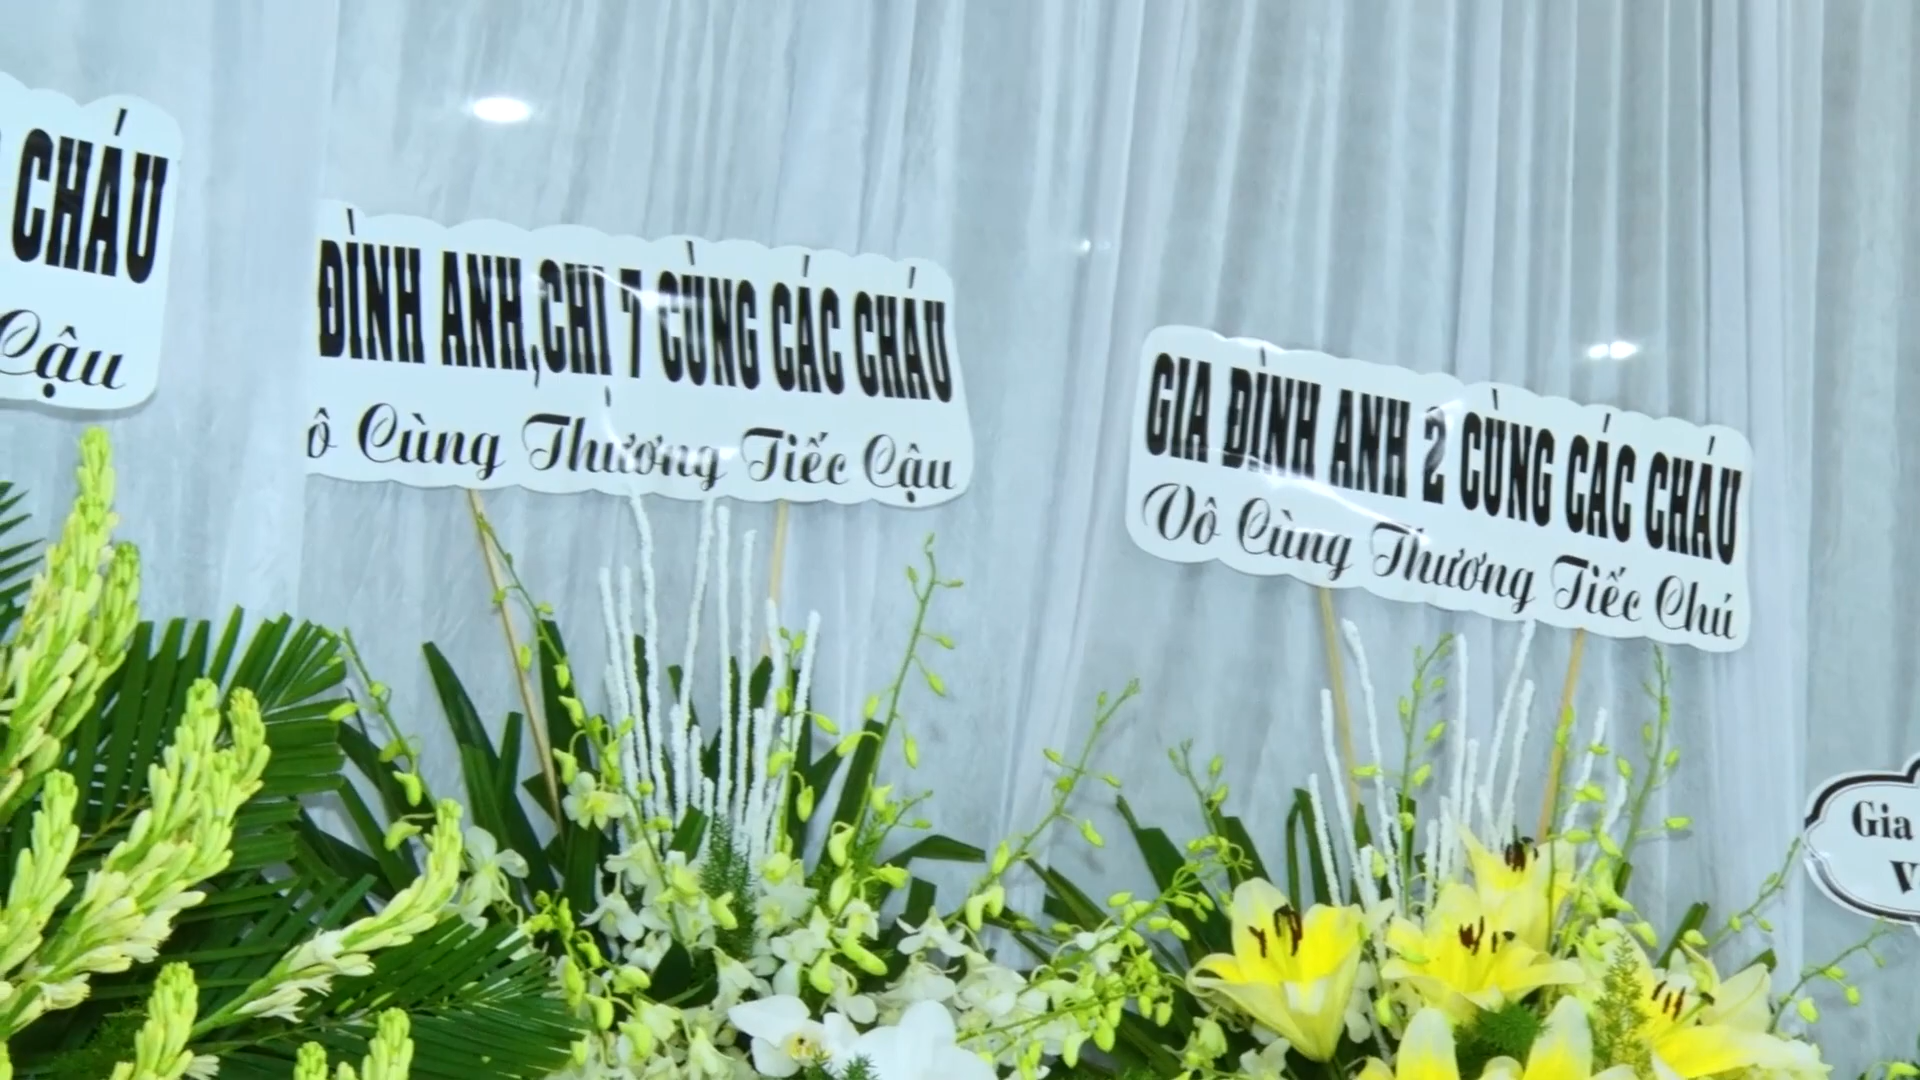 CHÁU
Cậu
ĐÌNH ANH,CHỊ 7 CÙNG CÁC CHÁU
Cùng Thương Tiếc Cậu
GIA ĐÌNH ANH 2 CÙNG CÁC CHÁU
Vô Cùng Thương Tiếc Chú
Gia